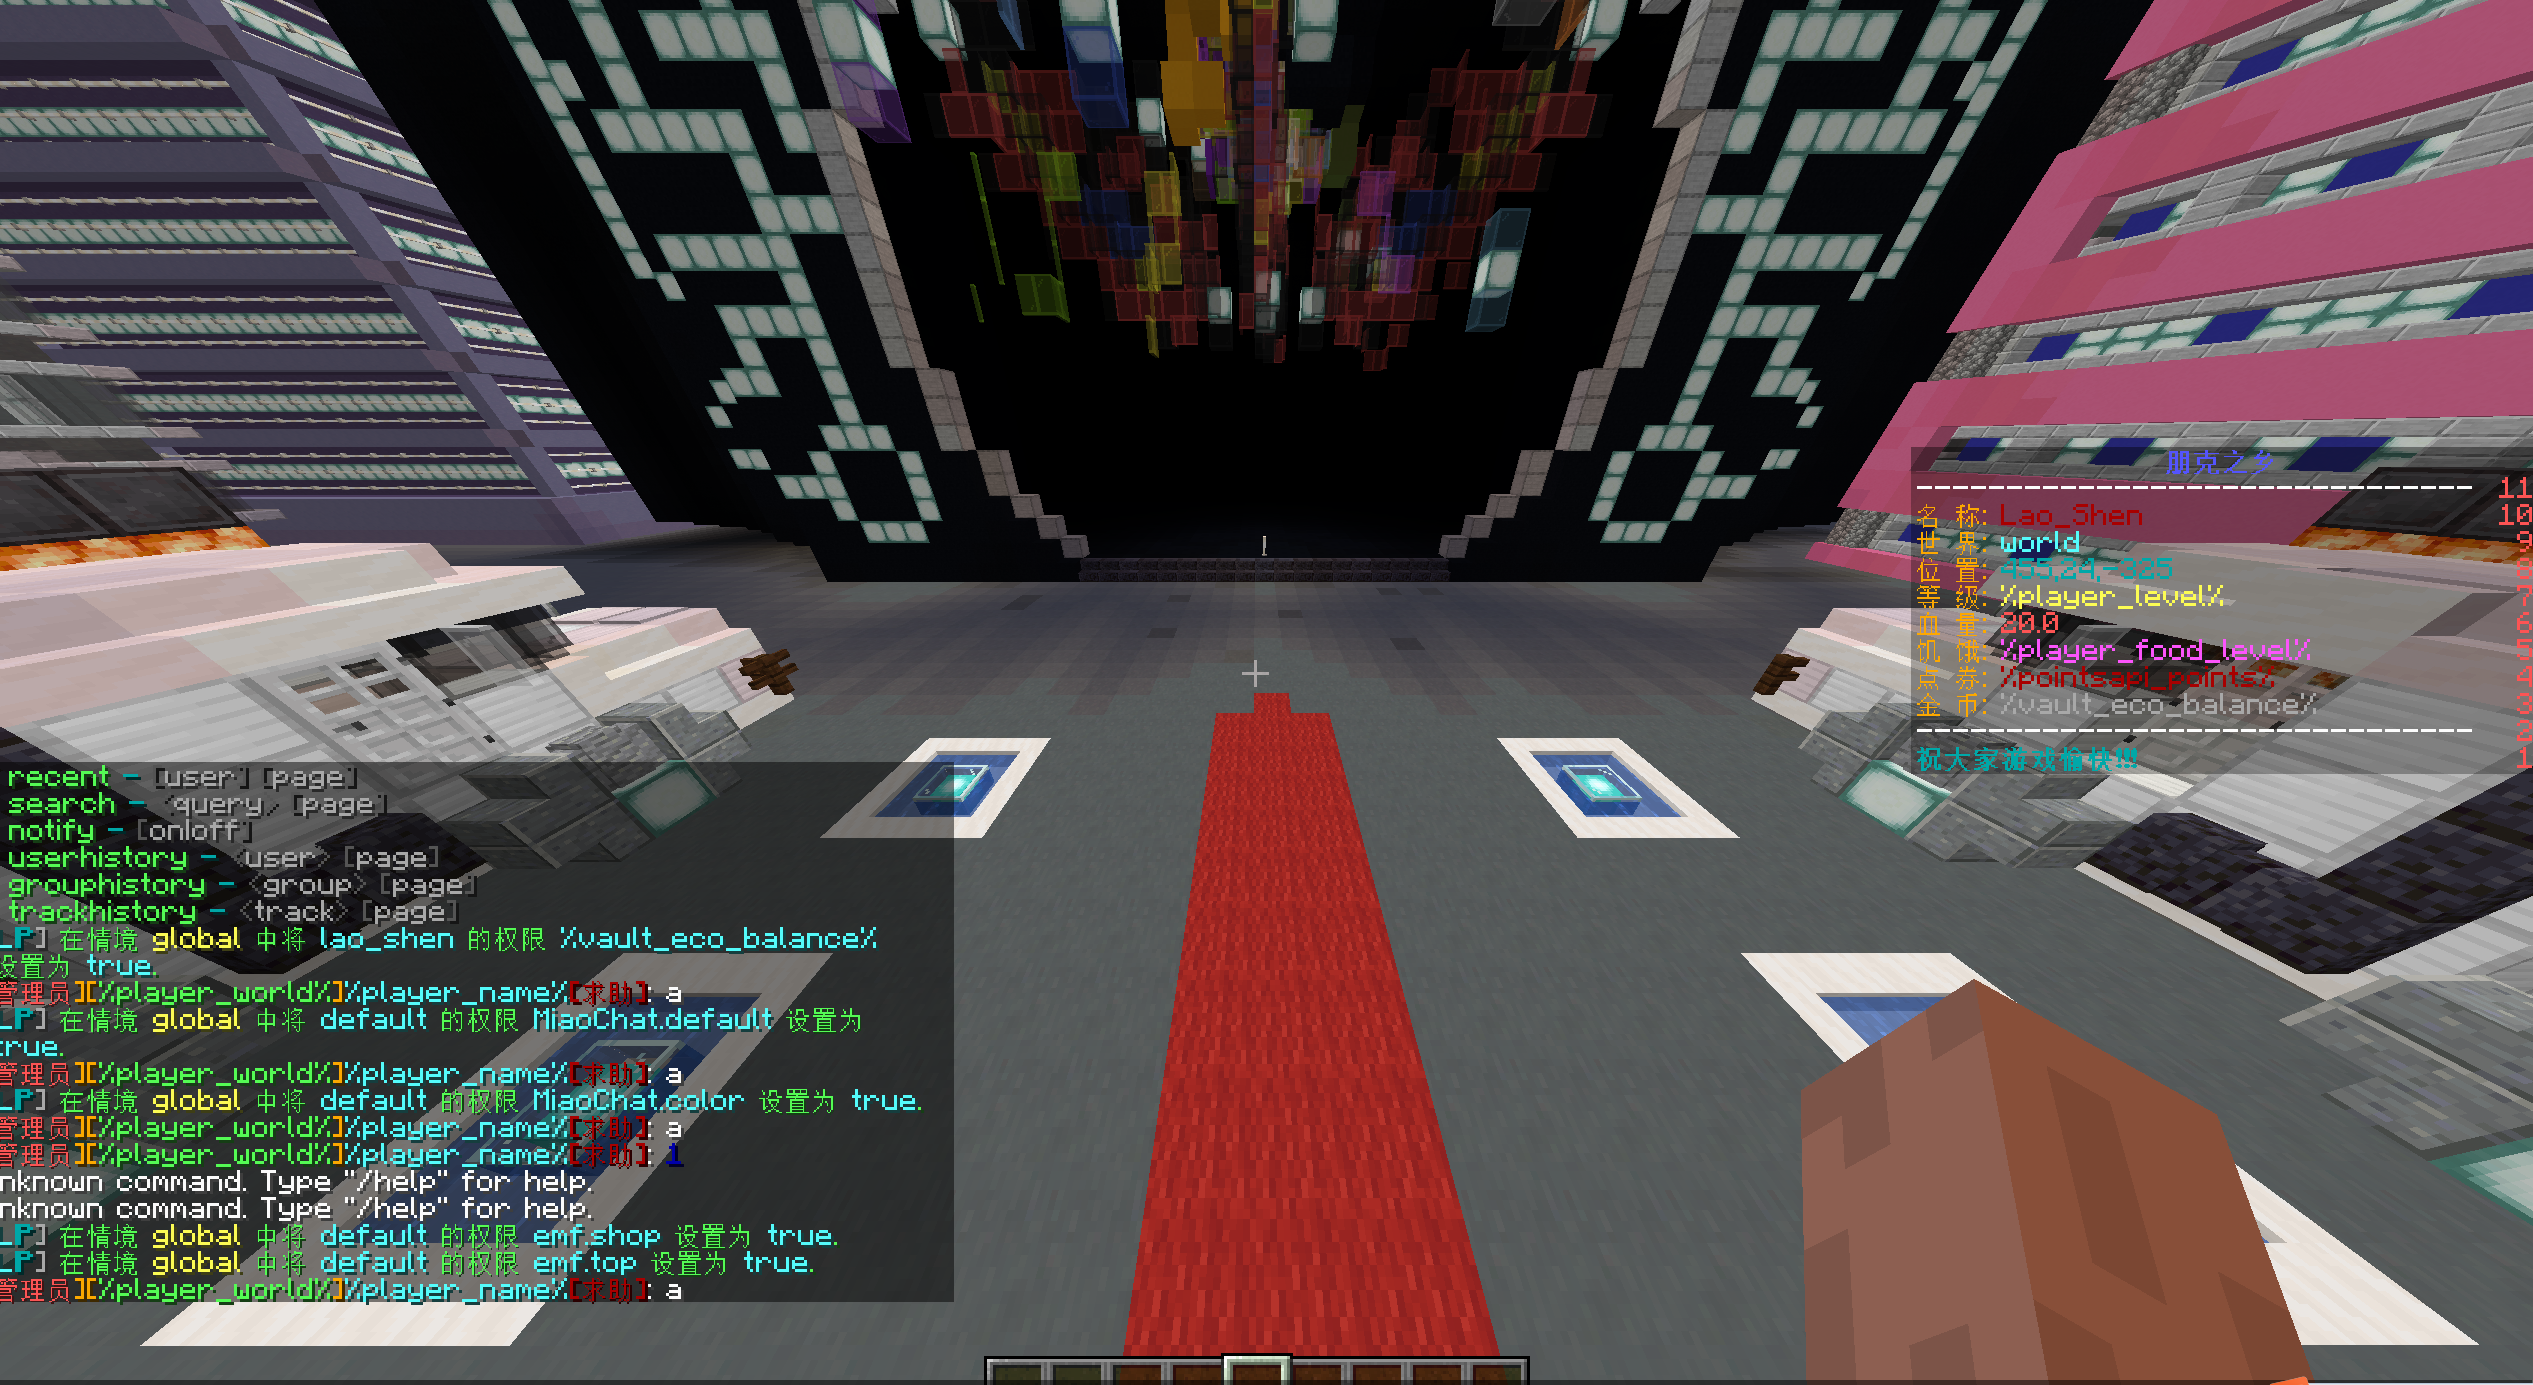 朋克之乡
名 称: Lao_Shen
世 界: world
位 置: 455,24,-325
等 级: %player_level%
血 量: 20.0
饥 饿: %player_food_level%
点 券: %pointsapi_points%
金 币: %vault_eco_balance%
祝大家游戏愉快!!!
11
10
9
8
7
6
5
4
3
2
1
recent - [user] [page]
search - <query> [page]
notify - [on|off]
userhistory - <user> [page]
grouphistory - <group> [page]
trackhistory - <track> [page]
LP] 在情境 global 中将 lao_shen 的权限 %vault_eco_balance%
设置为 true.
管理员][%player_world%]%player_name%[求助]: a
LP] 在情境 global 中将 default 的权限 MiaoChat.default 设置为
true.
管理员][%player_world%]%player_name%[求助]: a
LP] 在情境 global 中将 default 的权限 MiaoChat.color 设置为 true.
管理员][%player_world%]%player_name%[求助]: a
管理员][%player_world%]%player_name%[求助]: 1
nknown command. Type "/help" for help.
nknown command. Type "/help" for help.
LP] 在情境 global 中将 default 的权限 emf.shop 设置为 true.
LP] 在情境 global 中将 default 的权限 emf.top 设置为 true.
管理员][%player_world%]%player_name%[求助]: a